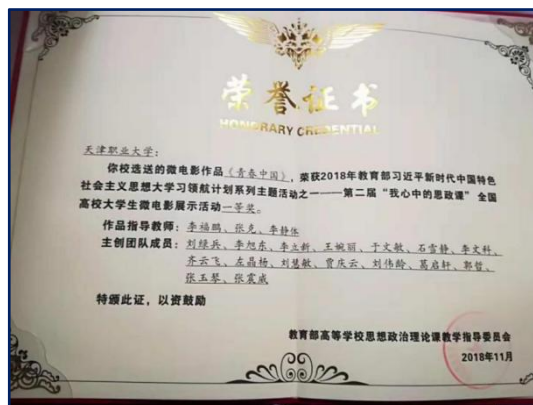 荣誉证书
HONORARY CREDENTIAL
天津职业大学：
你校选送的微电影作品《青春中国》，荣获2018年教育部习近平新时代中国特色
社会主义思想大学习领航计划系列主题活动之一——第二届“我心中的思政课”全国
高校大学生微电影展示活动一等奖。
作品指导教师：李福鹏、张克、李静体
主创团队成员：刘绿兵、李旭东、李立新、王婉丽、于文敏、石雪静、李文科、
齐云飞、左晶杨、刘慧敏、贾庆云、刘伟龄、葛启轩、郭哲、
张玉琴、张震威
特颁此证，以资鼓励
教育部高等学校思想政治理论课教学指导委员会
2018年11月